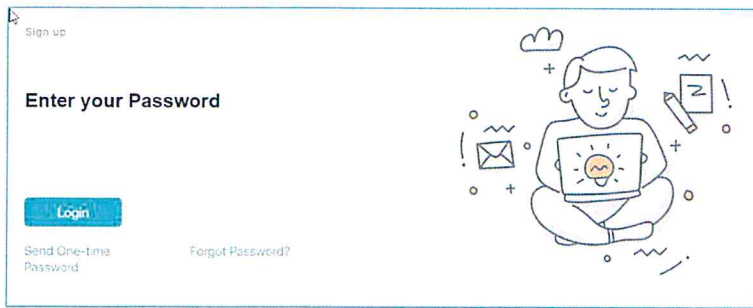 Sign up
Enter your Password
Login
Send One-time
Password
Forgot Password?